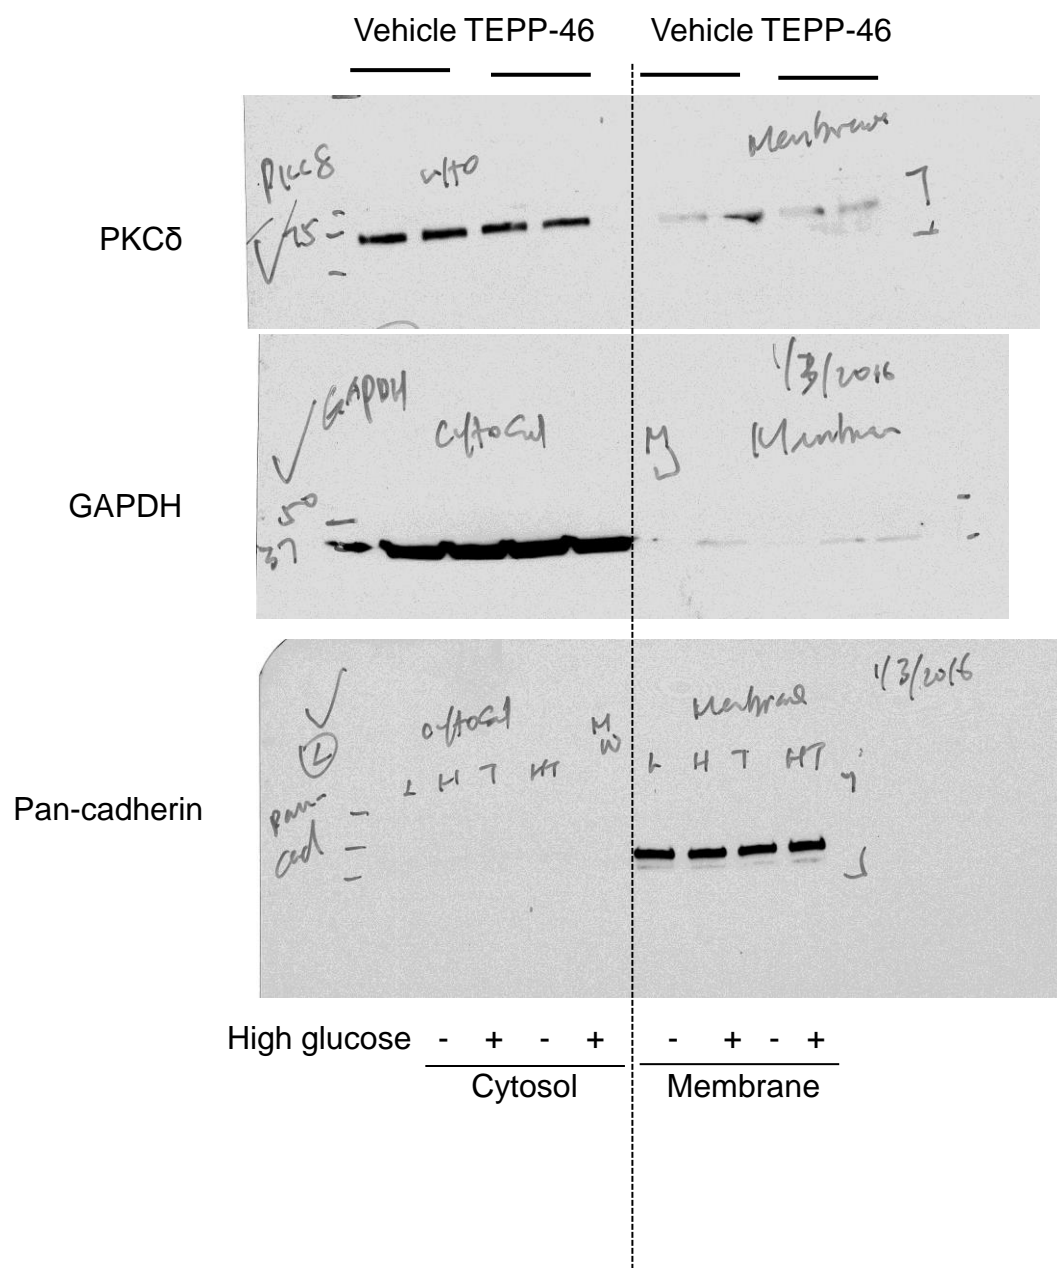 Vehicle TEPP-46 Vehicle TEPP-46
PKCδ
PKCδ
cyto
Membrane
75
GAPDH
GAPDH
Cytosol
M
1/3/2016
Membrane
50
37
Pan-cadherin
L
pan-
cad
cytosol
L H T HT
MW
Membrane
L H T HT
1/3/2016
High glucose - + - + - + - +
Cytosol Membrane